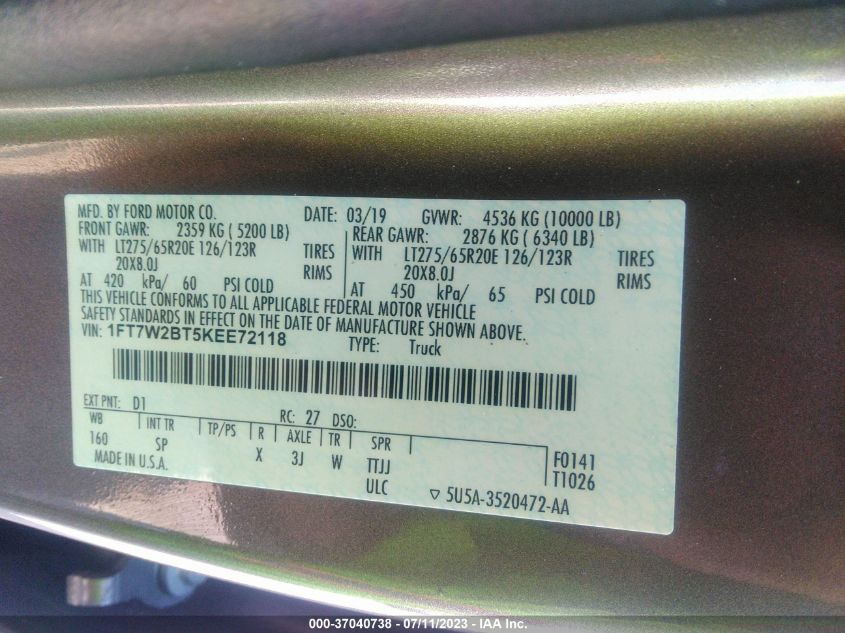 MFD. BY FORD MOTOR CO. DATE: 03/19 GVWR: 4536 KG (10000 LB)
FRONT GAWR: 2359 KG ( 5200 LB) REAR GAWR: 2876 KG ( 6340 LB)
WITH LT275/65R20E 126/123R TIRES WITH LT275/65R20E 126/123R TIRES
20X8.0J RIMS 20X8.0J RIMS
AT 420 kPa/ 60 PSI COLD AT 450 kPa/ 65 PSI COLD
THIS VEHICLE CONFORMS TO ALL APPLICABLE FEDERAL MOTOR VEHICLE
SAFETY STANDARDS IN EFFECT ON THE DATE OF MANUFACTURE SHOWN ABOVE.
VIN: 1FT7W2BT5KEE72118 TYPE: Truck
EXT PNT: D1 RC: 27 DSO:
WB INT TR TP/PS R AXLE TR SPR
160 SP X 3J W TTJJ F0141
MADE IN U.S.A. ULC T1026
▽ 5U5A-3520472-AA
000-37040738 - 07/11/2023 - IAA Inc.